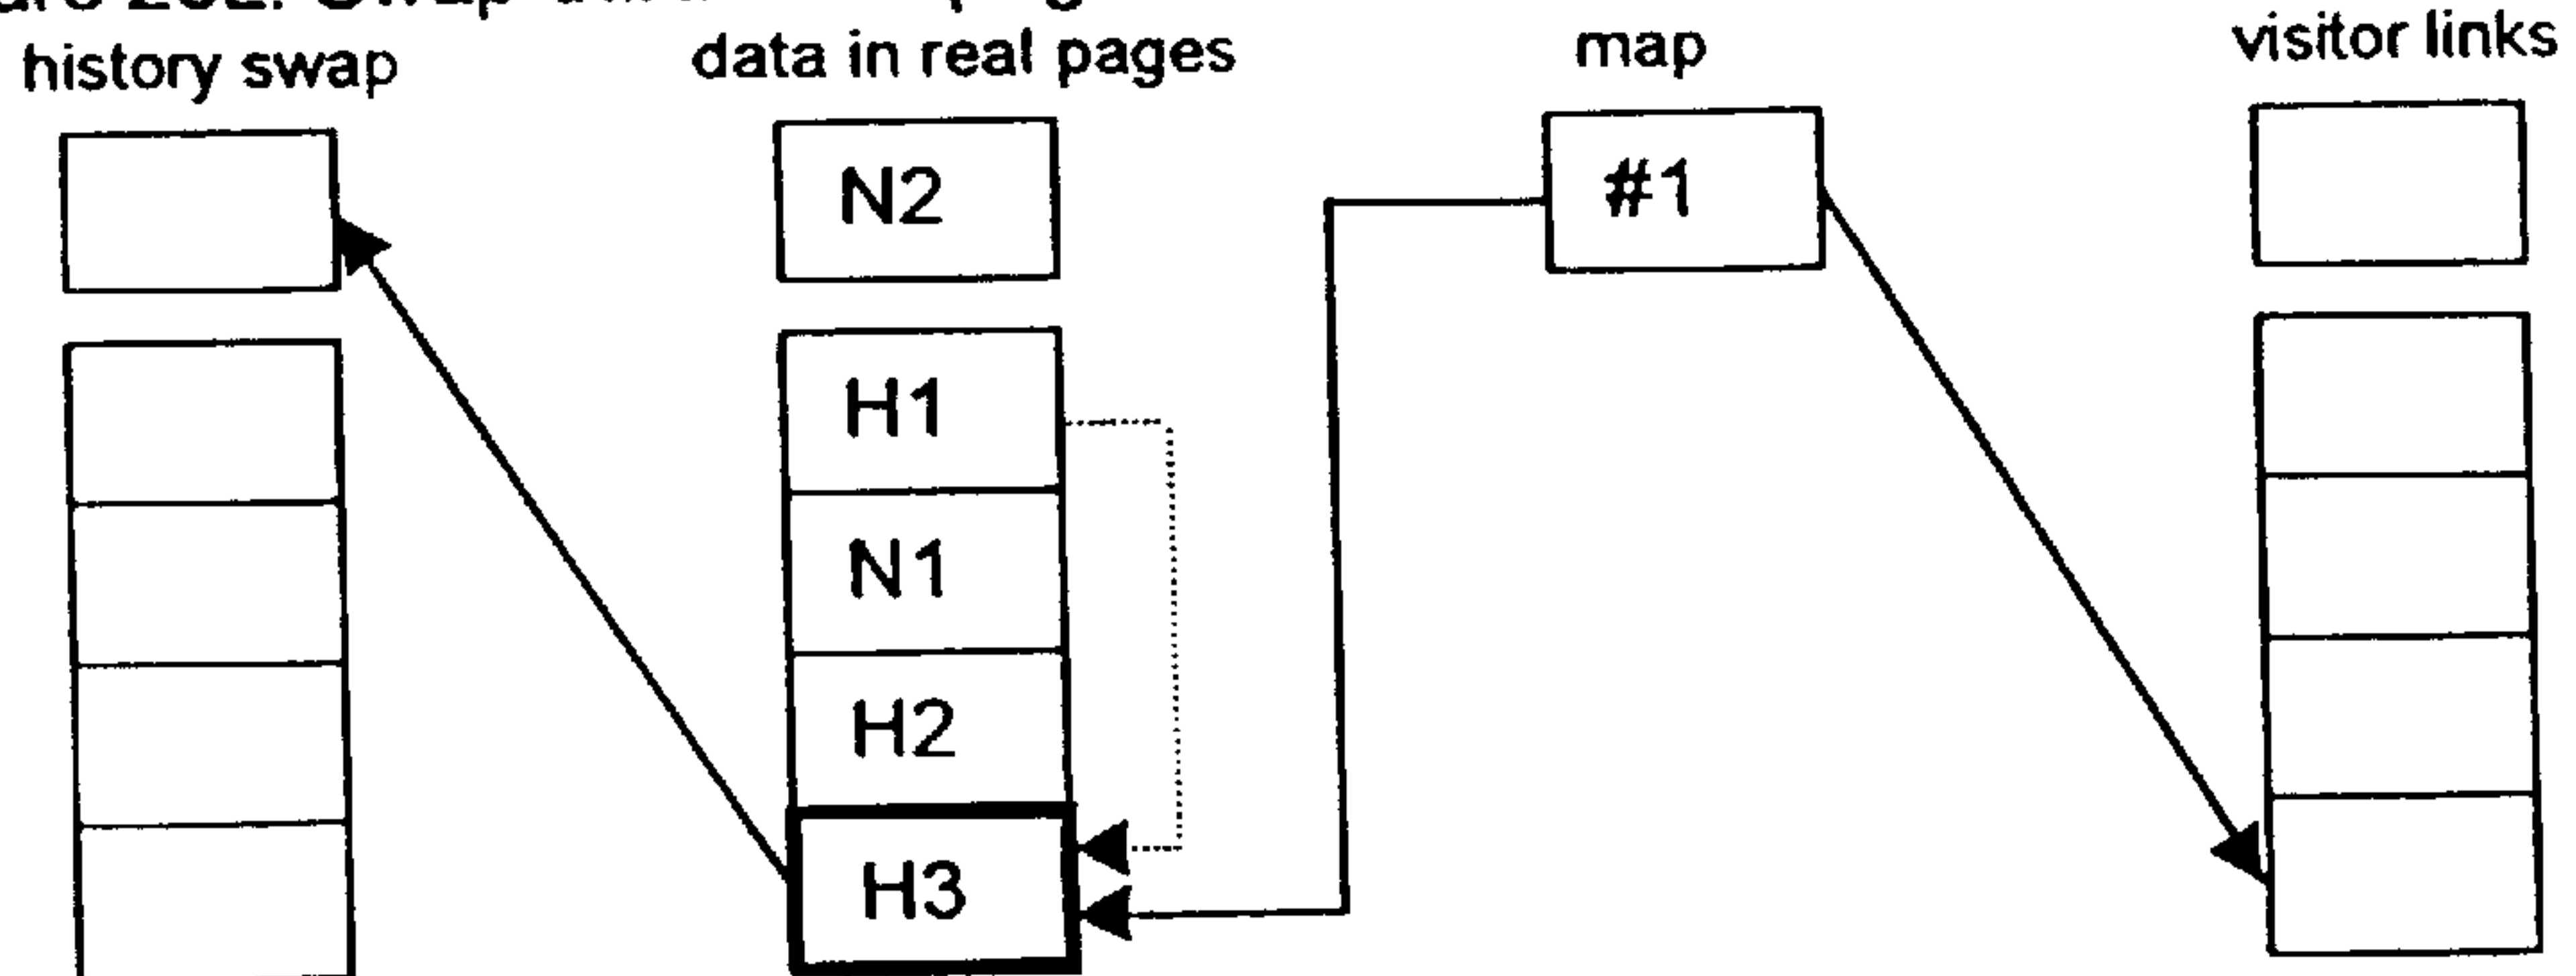 history swap
data in real pages
map
visitor links
N2
#1
H1
N1
H2
H3